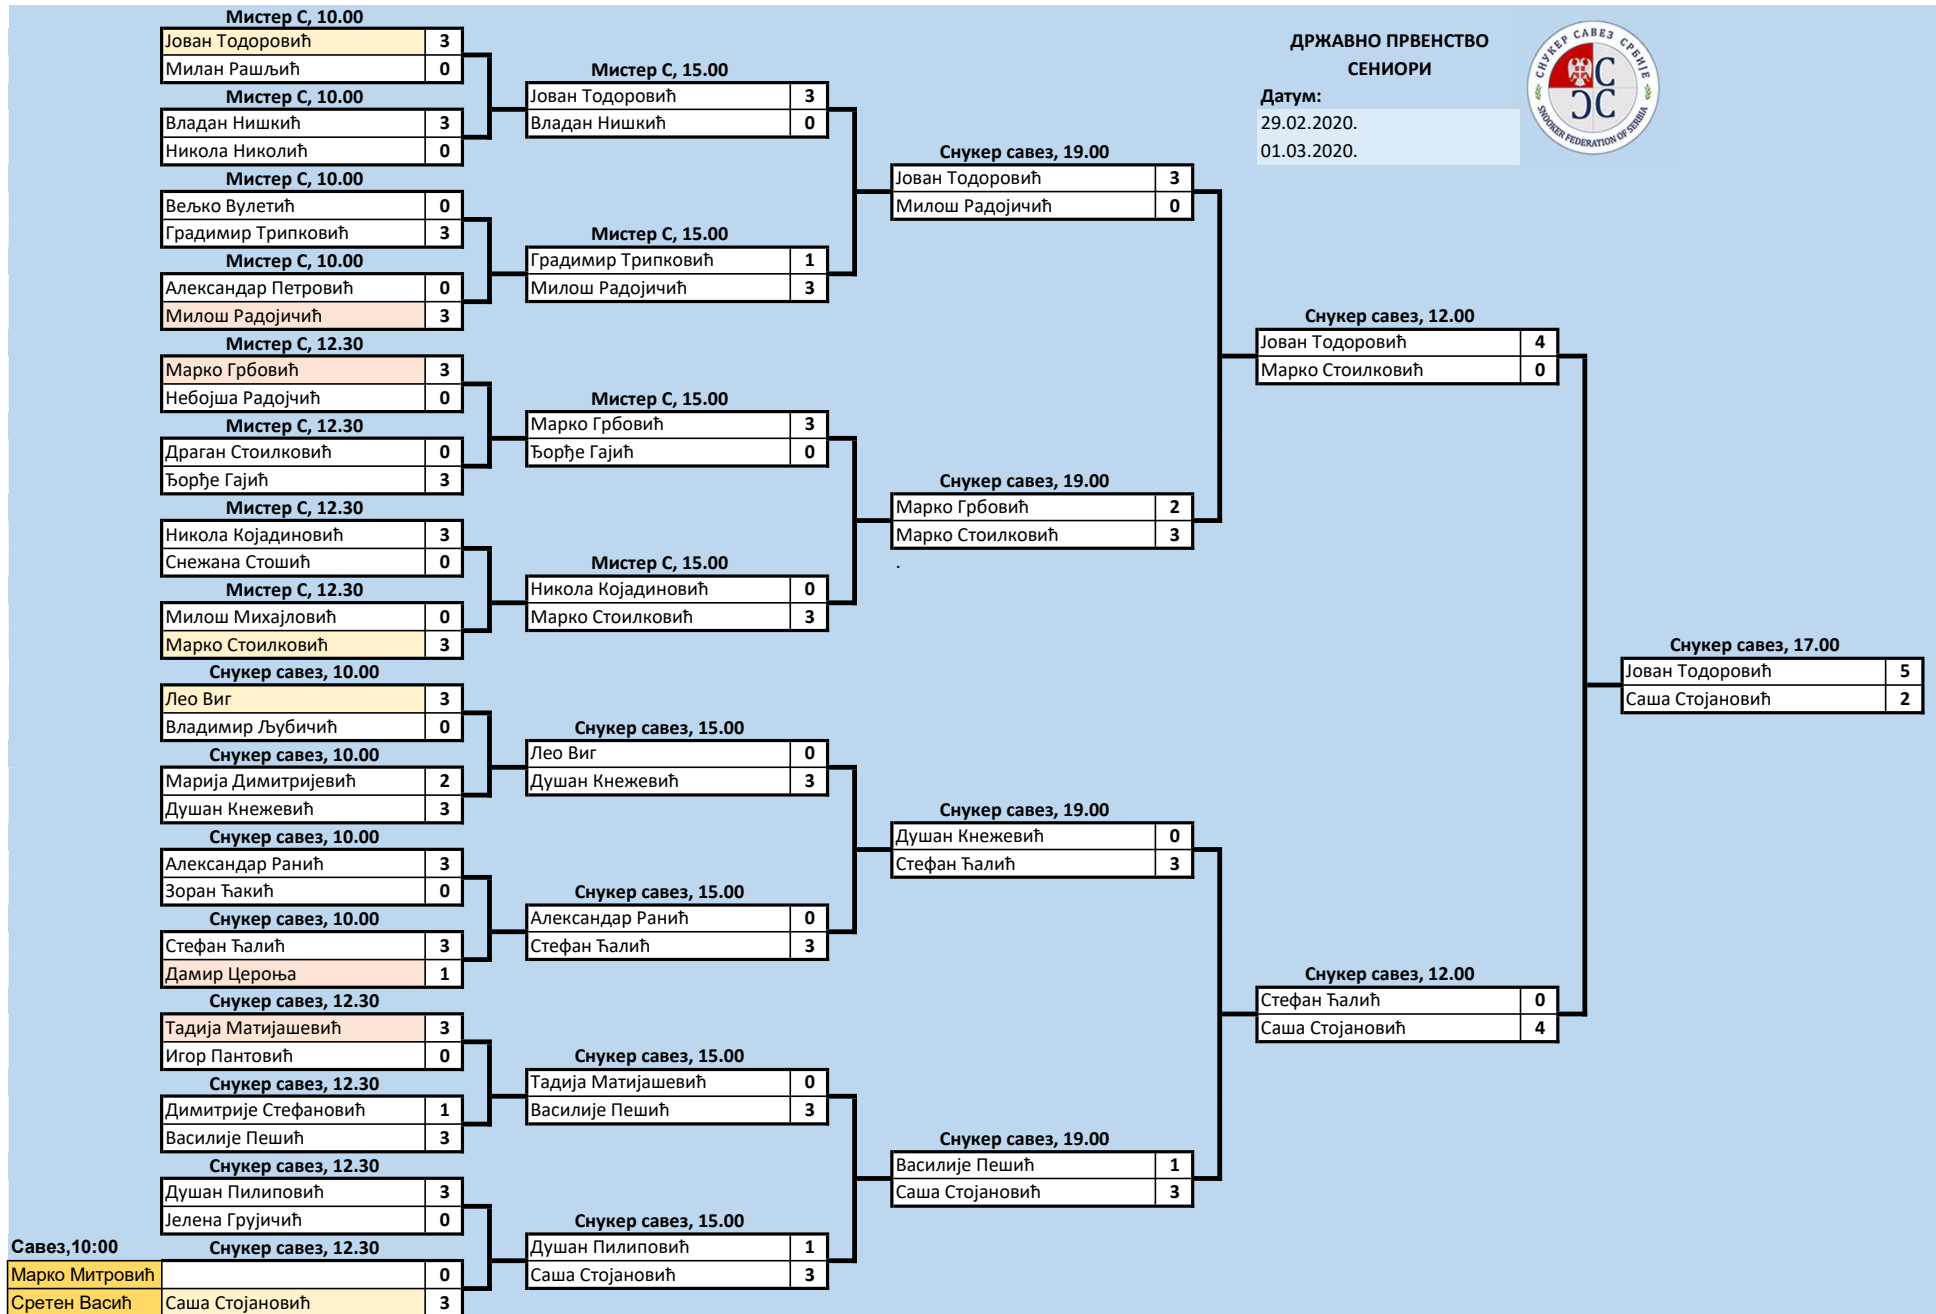 ДРЖАВНО ПРВЕНСТВО
СЕНИОРИ
Датум:
29.02.2020.
01.03.2020.
СНУКЕР САВЕЗ СРБИЈЕ
SNOOKER FEDERATION OF SERBIA
Мистер С, 10.00
Јован Тодоровић 3
Милан Рашљић 0
Мистер С, 10.00
Владан Нишкић 3
Никола Николић 0
Мистер С, 10.00
Вељко Вулетић 0
Градимир Трипковић 3
Мистер С, 10.00
Александар Петровић 0
Милош Радојичић 3
Мистер С, 12.30
Марко Грбовић 3
Небојша Радојчић 0
Мистер С, 12.30
Драган Стоилковић 0
Ђорђе Гајић 3
Мистер С, 12.30
Никола Којадиновић 3
Снежана Стошић 0
Мистер С, 12.30
Милош Михајловић 0
Марко Стоилковић 3
Снукер савез, 10.00
Лео Виг 3
Владимир Љубичић 0
Снукер савез, 10.00
Марија Димитријевић 2
Душан Кнежевић 3
Снукер савез, 10.00
Александар Ранић 3
Зоран Ћакић 0
Снукер савез, 10.00
Стефан Ћалић 3
Дамир Цероња 1
Снукер савез, 12.30
Тадија Матијашевић 3
Игор Пантовић 0
Снукер савез, 12.30
Димитрије Стефановић 1
Василије Пешић 3
Снукер савез, 12.30
Душан Пилиповић 3
Јелена Грујичић 0
Савез,10:00
Марко Митровић
Сретен Васић
Снукер савез, 12.30
0
Саша Стојановић 3
Мистер С, 15.00
Јован Тодоровић 3
Владан Нишкић 0
Мистер С, 15.00
Градимир Трипковић 1
Милош Радојичић 3
Мистер С, 15.00
Марко Грбовић 3
Ђорђе Гајић 0
Мистер С, 15.00
Никола Којадиновић 0
Марко Стоилковић 3
Снукер савез, 15.00
Лео Виг 0
Душан Кнежевић 3
Снукер савез, 15.00
Александар Ранић 0
Стефан Ћалић 3
Снукер савез, 15.00
Тадија Матијашевић 0
Василије Пешић 3
Снукер савез, 15.00
Душан Пилиповић 1
Саша Стојановић 3
Снукер савез, 19.00
Јован Тодоровић 3
Милош Радојичић 0
Снукер савез, 19.00
Марко Грбовић 2
Марко Стоилковић 3
.
Снукер савез, 19.00
Душан Кнежевић 0
Стефан Ћалић 3
Снукер савез, 19.00
Василије Пешић 1
Саша Стојановић 3
Снукер савез, 12.00
Јован Тодоровић 4
Марко Стоилковић 0
Снукер савез, 12.00
Стефан Ћалић 0
Саша Стојановић 4
Снукер савез, 17.00
Јован Тодоровић 5
Саша Стојановић 2